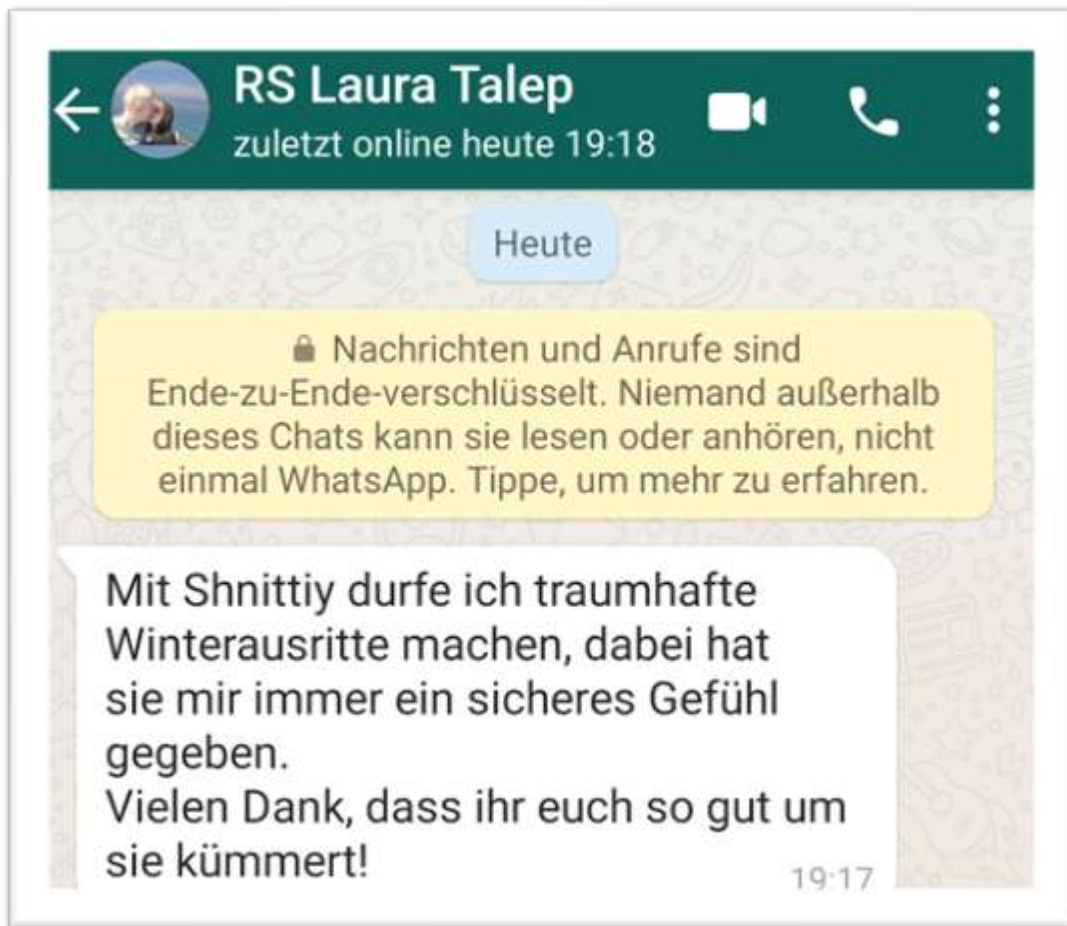 RS Laura Talep
zuletzt online heute 19:18
Heute
Nachrichten und Anrufe sind
Ende-zu-Ende-verschlüsselt. Niemand außerhalb
dieses Chats kann sie lesen oder anhören, nicht
einmal WhatsApp. Tippe, um mehr zu erfahren.
Mit Shnittiy durfe ich traumhafte
Winterausritte machen, dabei hat
sie mir immer ein sicheres Gefühl
gegeben.
Vielen Dank, dass ihr euch so gut um
sie kümmert!
19:17